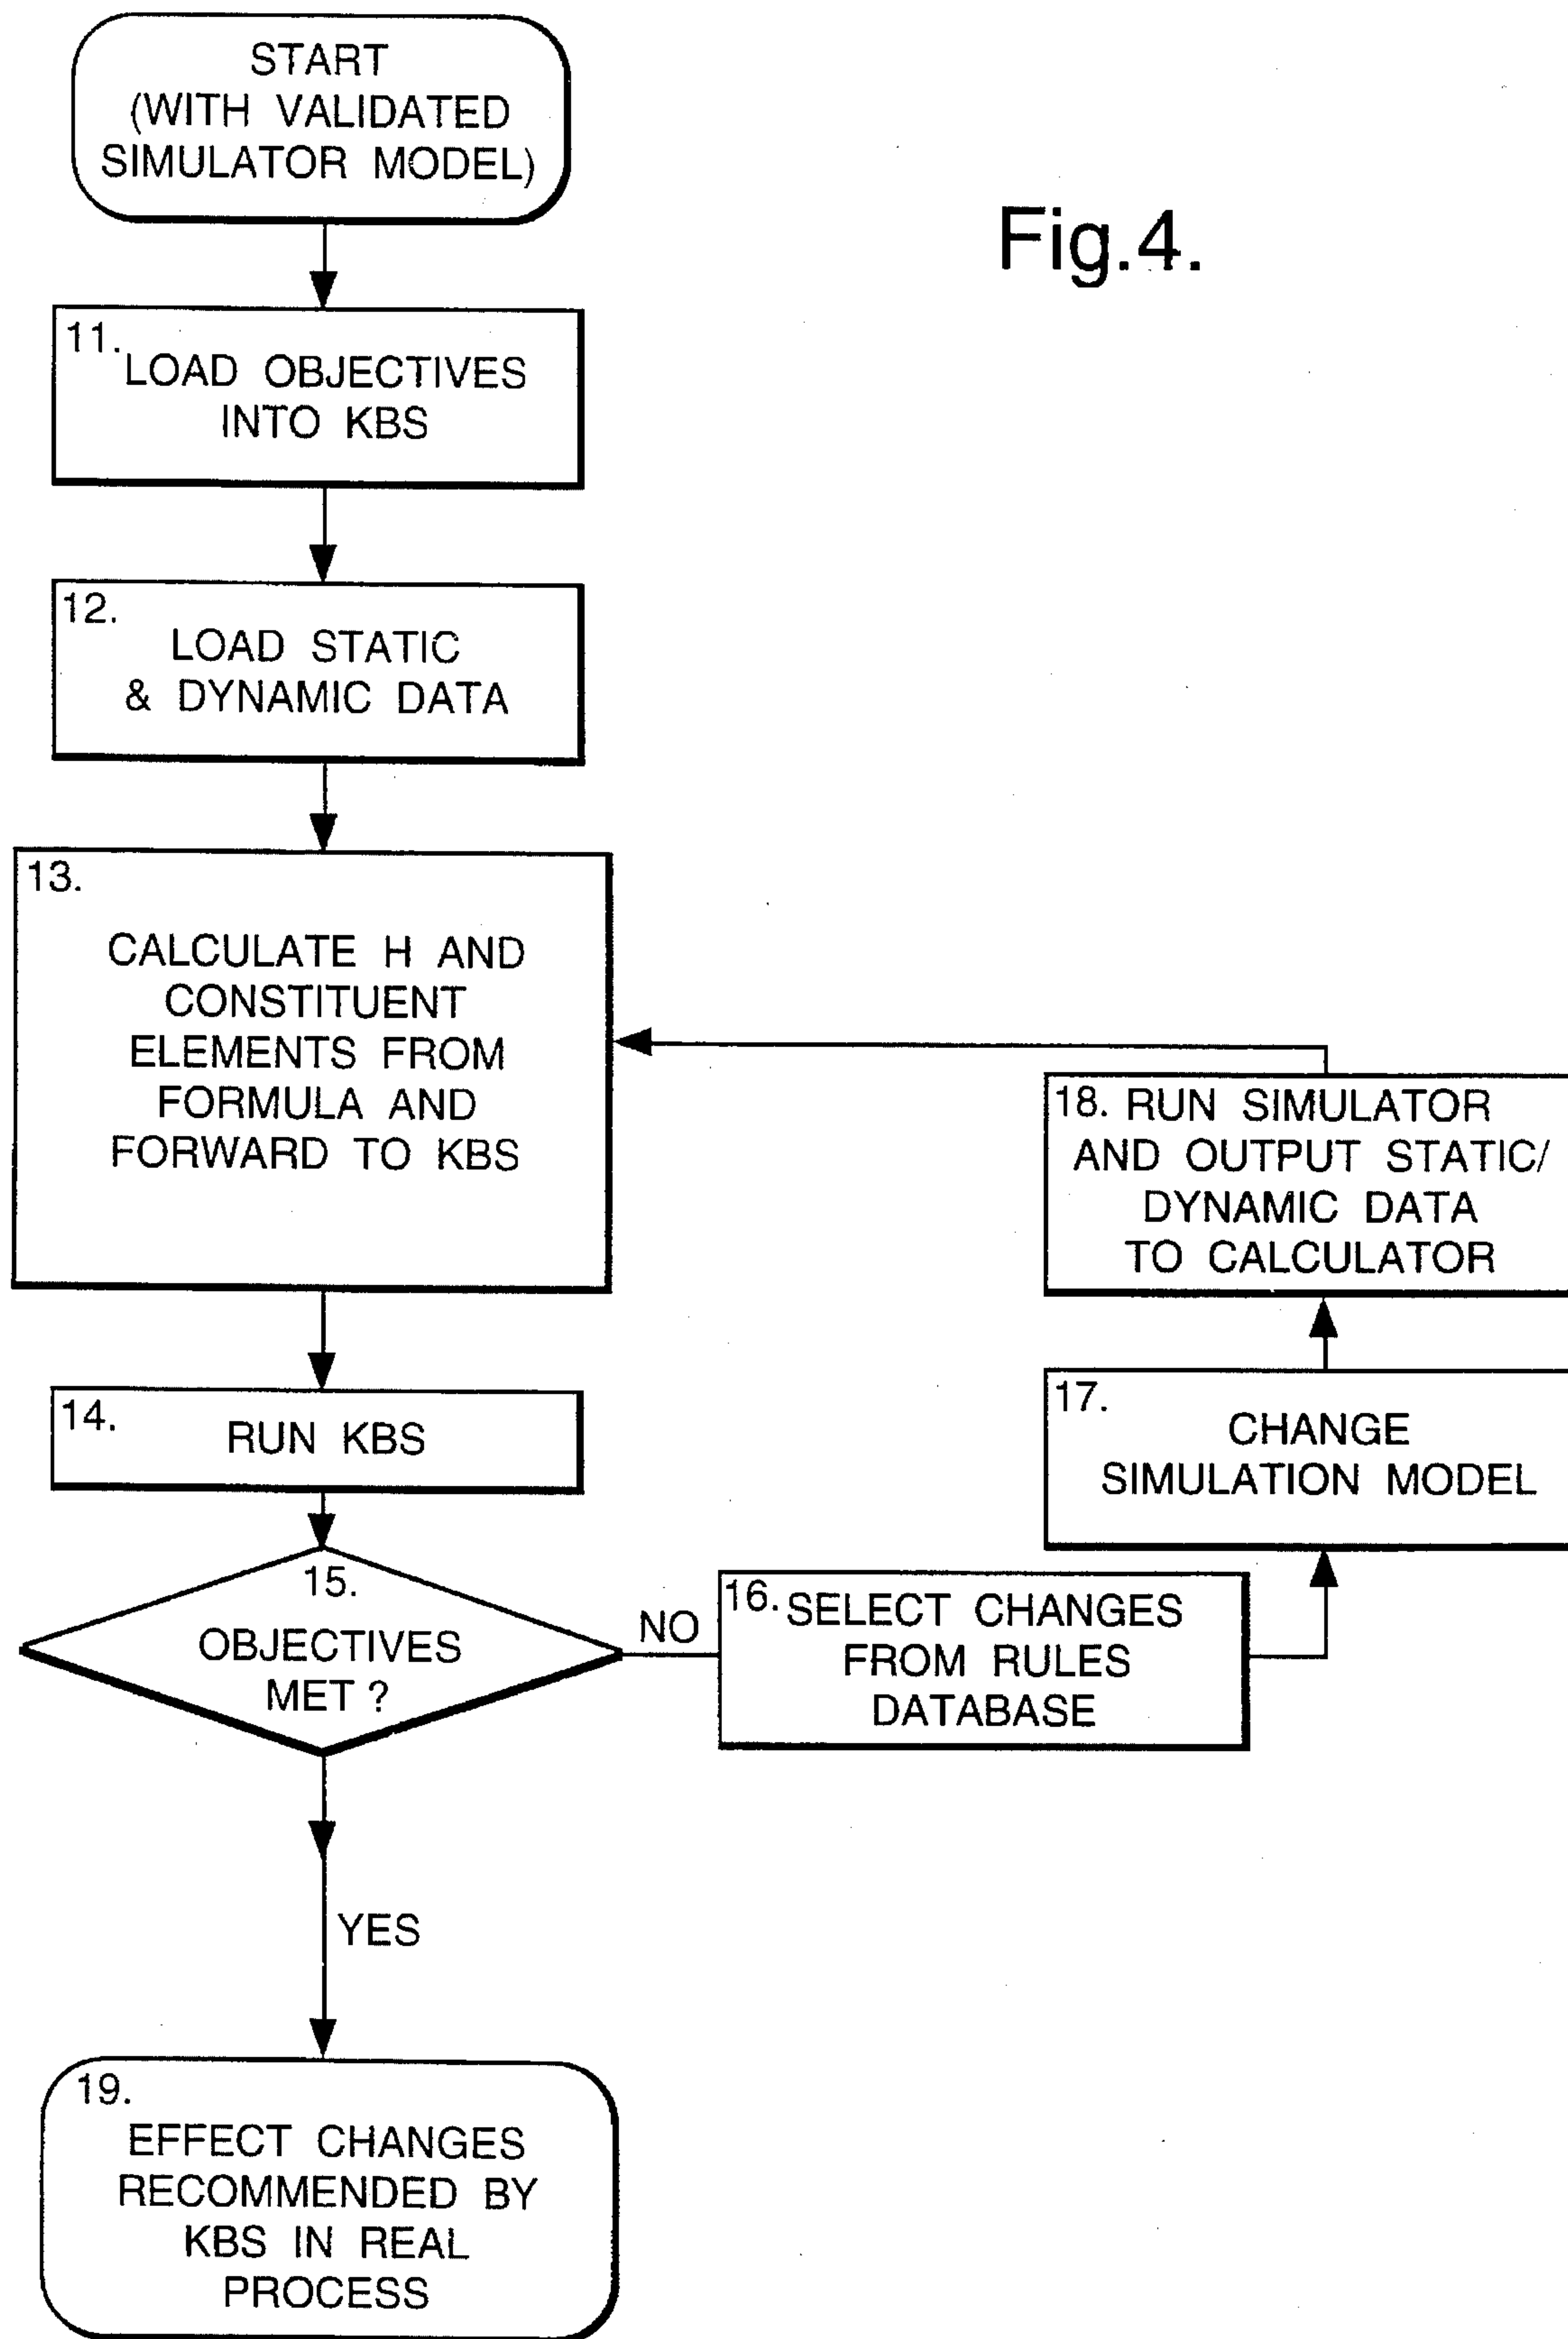 START
(WITH VALIDATED
SIMULATOR MODEL)
Fig.4.
11.
LOAD OBJECTIVES
INTO KBS
12.
LOAD STATIC
& DYNAMIC DATA
13.
CALCULATE H AND
CONSTITUENT
ELEMENTS FROM
FORMULA AND
FORWARD TO KBS
14.
RUN KBS
15.
OBJECTIVES
MET ?
NO
16. SELECT CHANGES
FROM RULES
DATABASE
17.
CHANGE
SIMULATION MODEL
18. RUN SIMULATOR
AND OUTPUT STATIC/
DYNAMIC DATA
TO CALCULATOR
YES
19.
EFFECT CHANGES
RECOMMENDED BY
KBS IN REAL
PROCESS